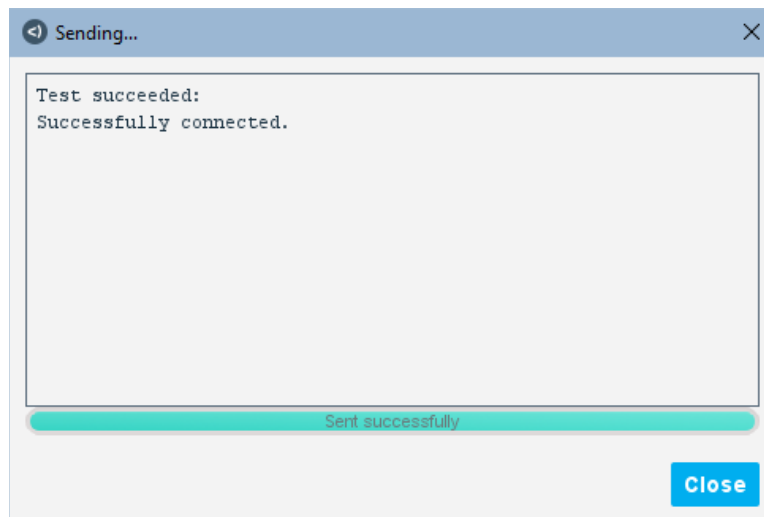 Sending...
Test succeeded:
Successfully connected.
Sent successfully
Close